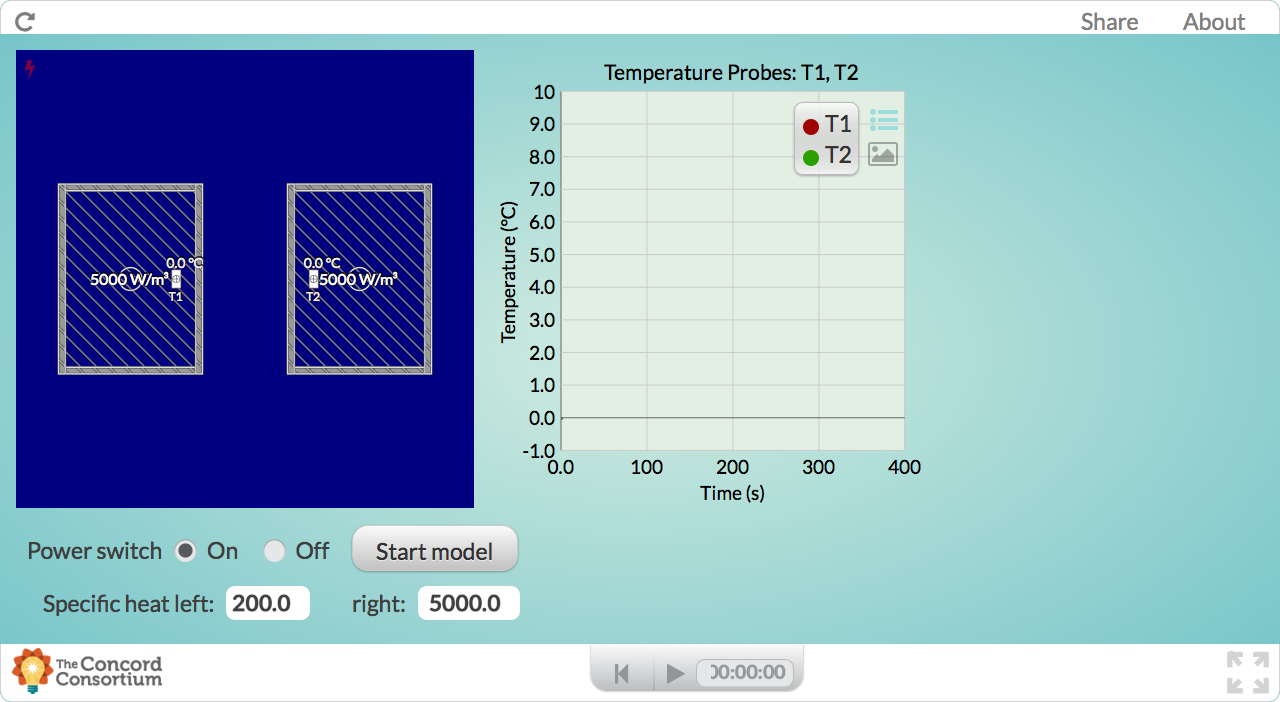 Share About
Temperature Probes: T1, T2
10
9.0
8.0
7.0
6.0
5.0
4.0
3.0
2.0
1.0
0.0
-1.0
Temperature (°C)
T1
T2
0.0 100 200 300 400
Time (s)
0.0 °C
5000 W/m³
T1
0.0 °C
5000 W/m³
T2
Power switch On Off Start model
Specific heat left: 200.0 right: 5000.0
The Concord
Consortium
00:00:00